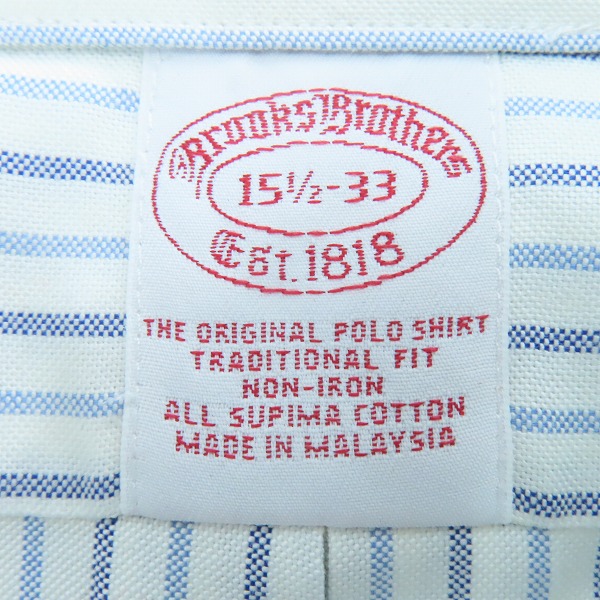 Brooks Brothers
15½-33
Est. 1818
THE ORIGINAL POLO SHIRT
TRADITIONAL FIT
NON-IRON
ALL SUPIMA COTTON
MADE IN MALAYSIA